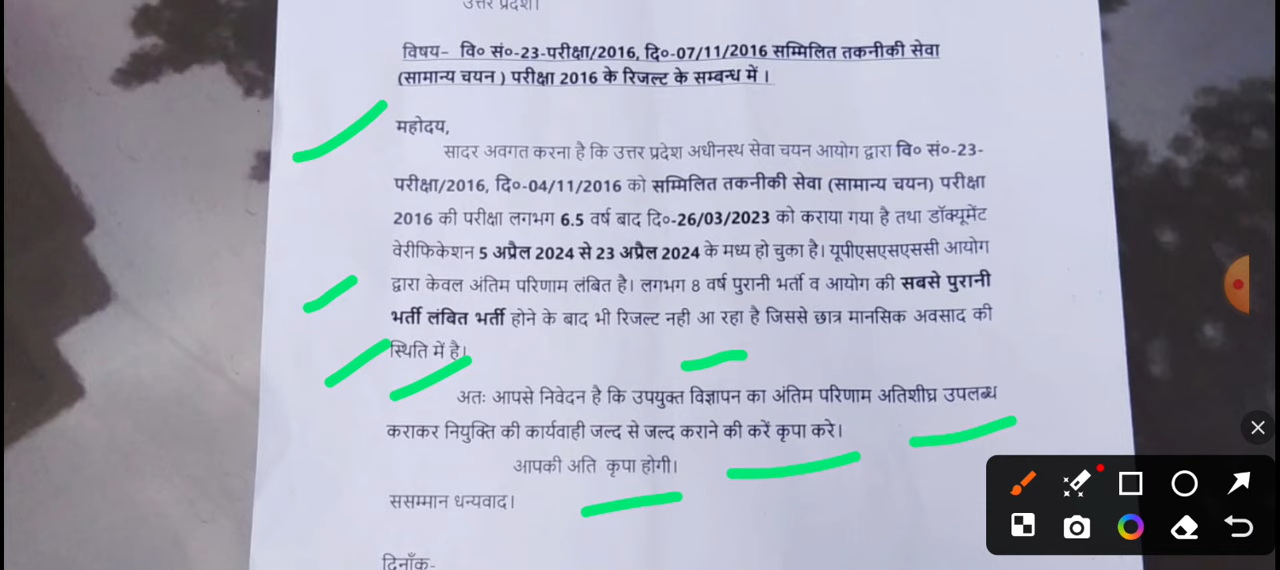 उत्तर प्रदेश।
विषय- वि० सं०-23-परीक्षा/2016, दि०-07/11/2016 सम्मिलित तकनीकी सेवा
(सामान्य चयन ) परीक्षा 2016 के रिजल्ट के सम्बन्ध में ।
महोदय,
सादर अवगत करना है कि उत्तर प्रदेश अधीनस्थ सेवा चयन आयोग द्वारा वि० सं०-23-
परीक्षा/2016, दि०-04/11/2016 को सम्मिलित तकनीकी सेवा (सामान्य चयन) परीक्षा
2016 की परीक्षा लगभग 6.5 वर्ष बाद दि०-26/03/2023 को कराया गया है तथा डॉक्यूमेंट
वेरीफिकेशन 5 अप्रैल 2024 से 23 अप्रैल 2024 के मध्य हो चुका है। यूपीएसएसएससी आयोग
द्वारा केवल अंतिम परिणाम लंबित है। लगभग 8 वर्ष पुरानी भर्ती व आयोग की सबसे पुरानी
भर्ती लंबित भर्ती होने के बाद भी रिजल्ट नही आ रहा है जिससे छात्र मानसिक अवसाद की
स्थिति में है।
अतः आपसे निवेदन है कि उपयुक्त विज्ञापन का अंतिम परिणाम अतिशीघ्र उपलब्ध
कराकर नियुक्ति की कार्यवाही जल्द से जल्द कराने की करें कृपा करे।
आपकी अति कृपा होगी।
ससम्मान धन्यवाद।
दिनाँक-